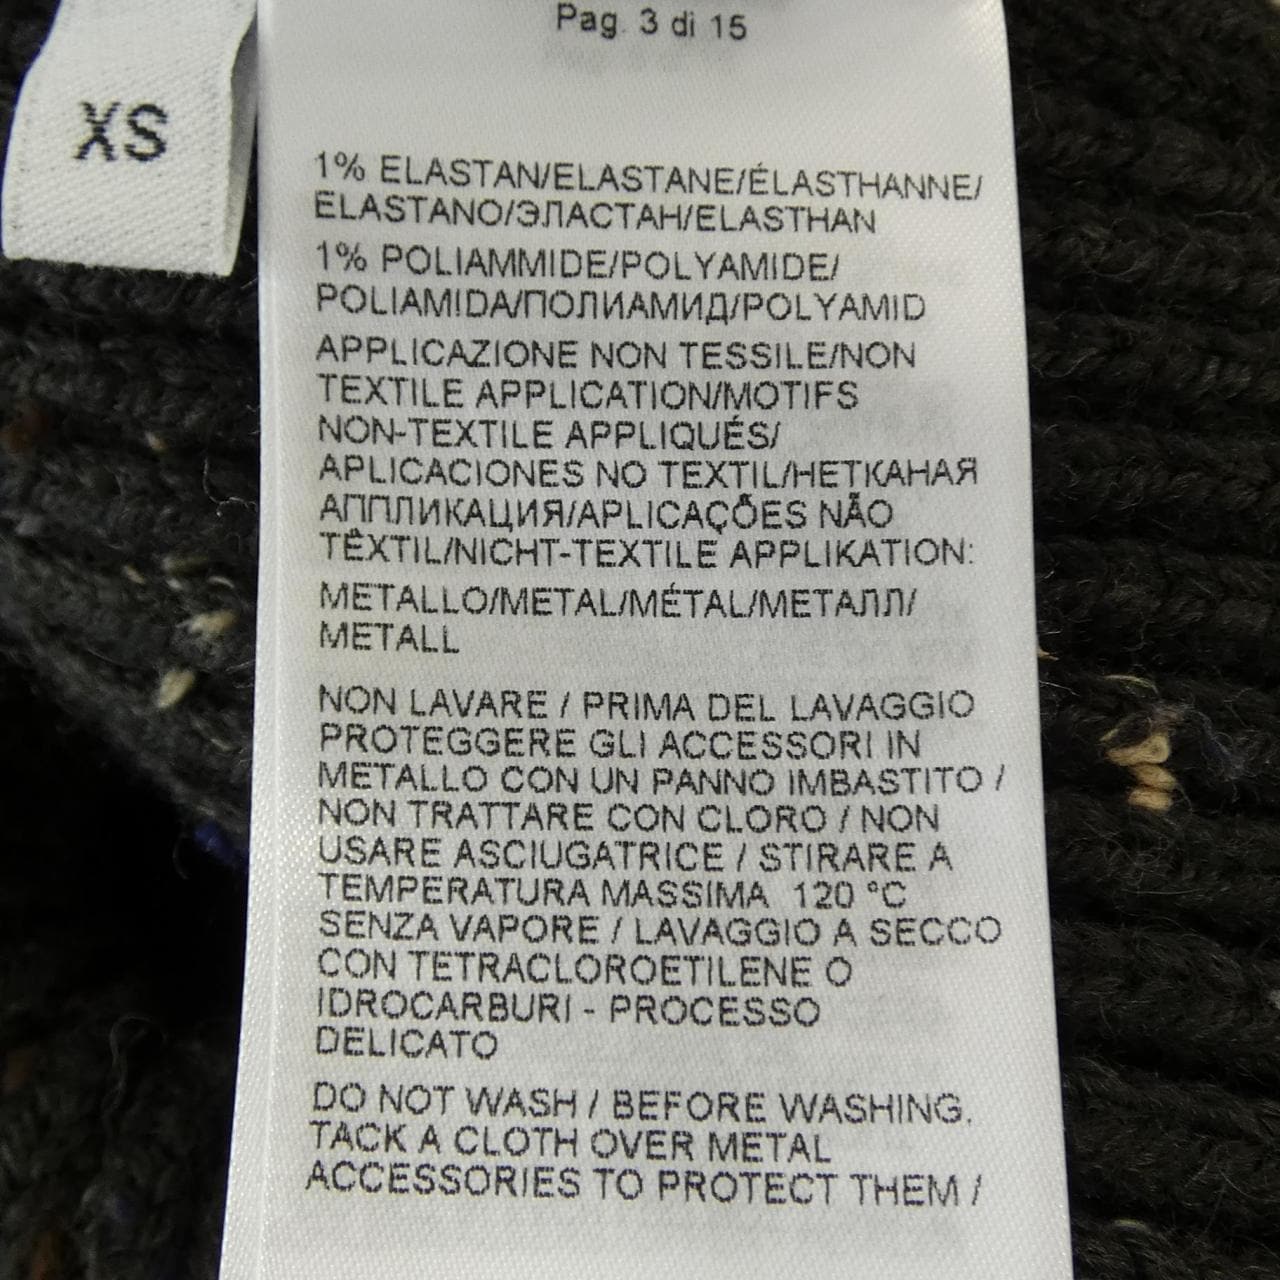 XS
Pag. 3 di 15
1% ELASTAN/ELASTANE/ÉLASTHANNE/
ELASTANO/ЭЛАСТАН/ELASTHAN
1% POLIAMMIDE/POLYAMIDE/
POLIAMIDA/ПОЛИАМИД/POLYAMID
APPLICAZIONE NON TESSILE/NON
TEXTILE APPLICATION/MOTIFS
NON-TEXTILE APPLIQUÉS/
APLICACIONES NO TEXTIL/НЕТКАНАЯ
АППЛИКАЦИЯ/APLICAÇÕES NÃO
TÊXTIL/NICHT-TEXTILE APPLIKATION:
METALLO/METAL/MÉTAL/МЕТАЛЛ/
METALL
NON LAVARE / PRIMA DEL LAVAGGIO
PROTEGGERE GLI ACCESSORI IN
METALLO CON UN PANNO IMBASTITO /
NON TRATTARE CON CLORO / NON
USARE ASCIUGATRICE / STIRARE A
TEMPERATURA MASSIMA 120 °C
SENZA VAPORE / LAVAGGIO A SECCO
CON TETRACLOROETILENE O
IDROCARBURI - PROCESSO
DELICATO
DO NOT WASH / BEFORE WASHING,
TACK A CLOTH OVER METAL
ACCESSORIES TO PROTECT THEM /